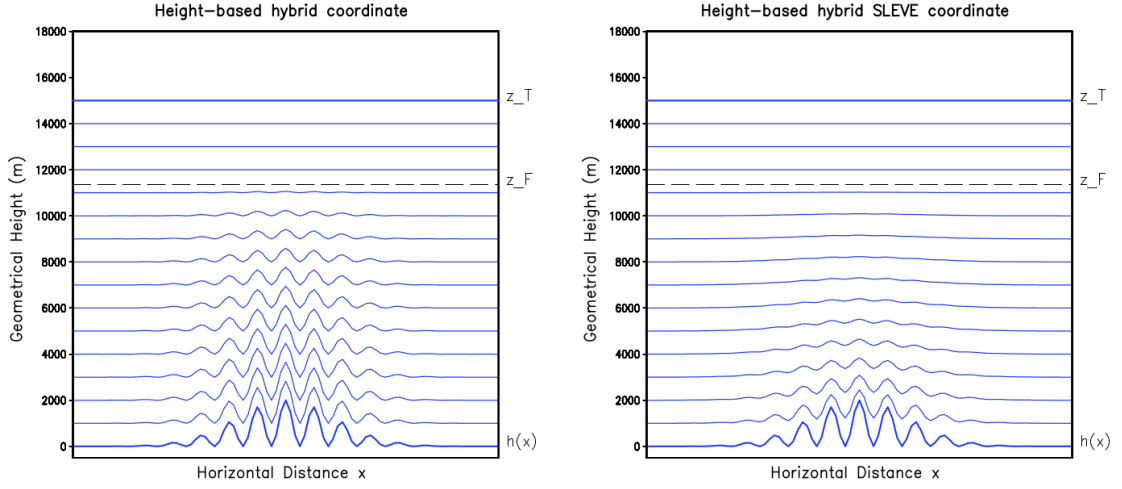 Height-based hybrid coordinate
18000
16000
14000
12000
10000
8000
6000
4000
2000
0
Geometrical Height (m)
Horizontal Distance x
z_T
z_F
h(x)
Height-based hybrid SLEVE coordinate
18000
16000
14000
12000
10000
8000
6000
4000
2000
0
Geometrical Height (m)
Horizontal Distance x
z_T
z_F
h(x)